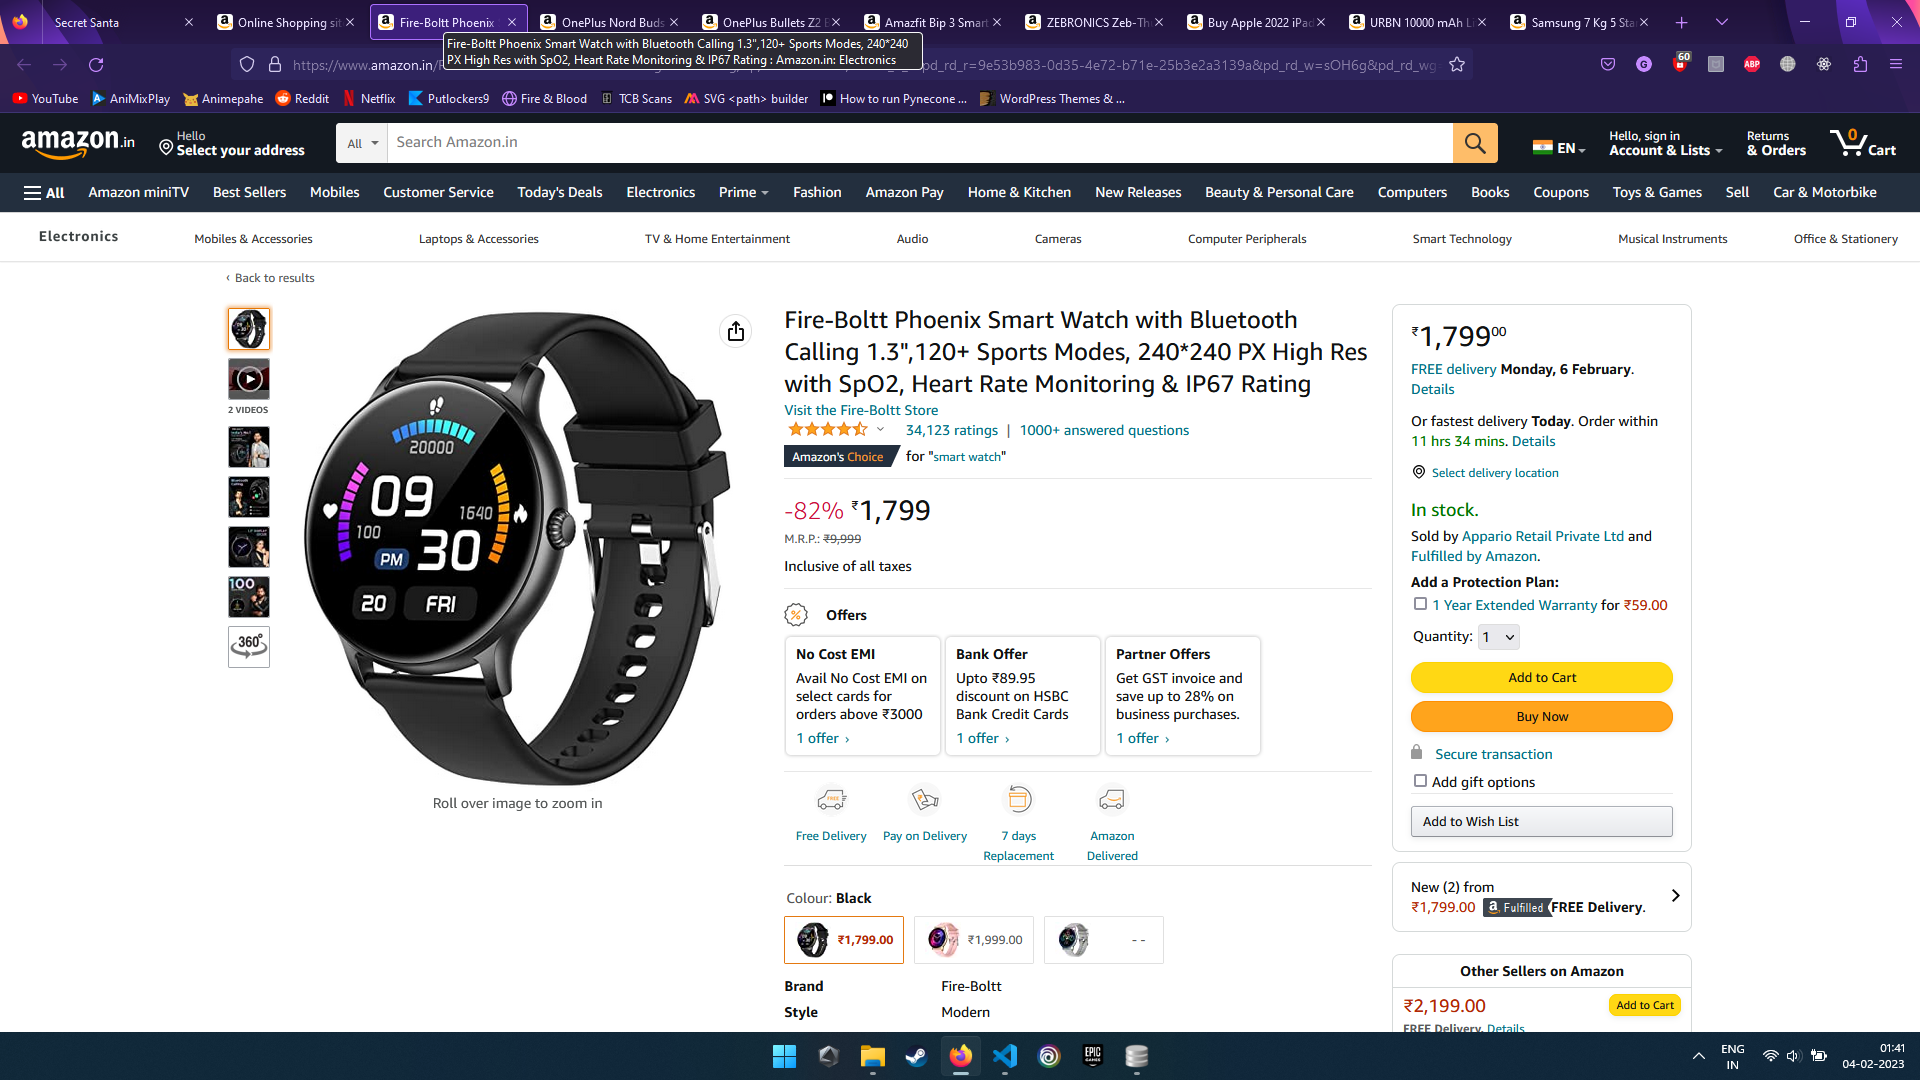 Secret Santa
Online Shopping sit
Fire-Boltt Phoenix
OnePlus Nord Buds
OnePlus Bullets Z2 B
Amazfit Bip 3 Smart
ZEBRONICS Zeb-Th
Buy Apple 2022 iPad
URBN 10000 mAh Li
Samsung 7 Kg 5 Sta
Fire-Boltt Phoenix Smart Watch with Bluetooth Calling 1.3",120+ Sports Modes, 240*240
PX High Res with SpO2, Heart Rate Monitoring & IP67 Rating : Amazon.in: Electronics
https://www.amazon.in/
pd_rd_r=9e53b983-0d35-4e72-b71e-25b3e2a3139a&pd_rd_w=sOH6g&pd_rd_wg
60
ABP
YouTube
AniMixPlay
Animepahe
Reddit
Netflix
Putlockers9
Fire & Blood
TCB Scans
SVG <path> builder
How to run Pynecone ...
WordPress Themes & ...
amazon.in
Hello
Select your address
All
Search Amazon.in
EN
Hello, sign in
Account & Lists
Returns
& Orders
0
Cart
All
Amazon miniTV
Best Sellers
Mobiles
Customer Service
Today's Deals
Electronics
Prime
Fashion
Amazon Pay
Home & Kitchen
New Releases
Beauty & Personal Care
Computers
Books
Coupons
Toys & Games
Sell
Car & Motorbike
Electronics
Mobiles & Accessories
Laptops & Accessories
TV & Home Entertainment
Audio
Cameras
Computer Peripherals
Smart Technology
Musical Instruments
Office & Stationery
‹ Back to results
2 VIDEOS
100
360°
20000
09
100
1640
PM
30
20
FRI
Roll over image to zoom in
Fire-Boltt Phoenix Smart Watch with Bluetooth
Calling 1.3",120+ Sports Modes, 240*240 PX High Res
with SpO2, Heart Rate Monitoring & IP67 Rating
Visit the Fire-Boltt Store
34,123 ratings | 1000+ answered questions
Amazon's Choice for "smart watch"
-82% ₹1,799
M.R.P.: ₹9,999
Inclusive of all taxes
Offers
No Cost EMI
Avail No Cost EMI on
select cards for
orders above ₹3000
1 offer ›
Bank Offer
Upto ₹89.95
discount on HSBC
Bank Credit Cards
1 offer ›
Partner Offers
Get GST invoice and
save up to 28% on
business purchases.
1 offer ›
Free Delivery
Pay on Delivery
7 days
Replacement
Amazon
Delivered
Colour: Black
₹1,799.00
₹1,999.00
- -
Brand Fire-Boltt
Style Modern
₹1,79900
FREE delivery Monday, 6 February.
Details
Or fastest delivery Today. Order within
11 hrs 34 mins. Details
Select delivery location
In stock.
Sold by Appario Retail Private Ltd and
Fulfilled by Amazon.
Add a Protection Plan:
1 Year Extended Warranty for ₹59.00
Quantity: 1
Add to Cart
Buy Now
Secure transaction
Add gift options
Add to Wish List
New (2) from
₹1,799.00 Fulfilled FREE Delivery.
Other Sellers on Amazon
₹2,199.00
Add to Cart
FREE Delivery. Details
EPIC
GAMES
ENG
IN
01:41
04-02-2023